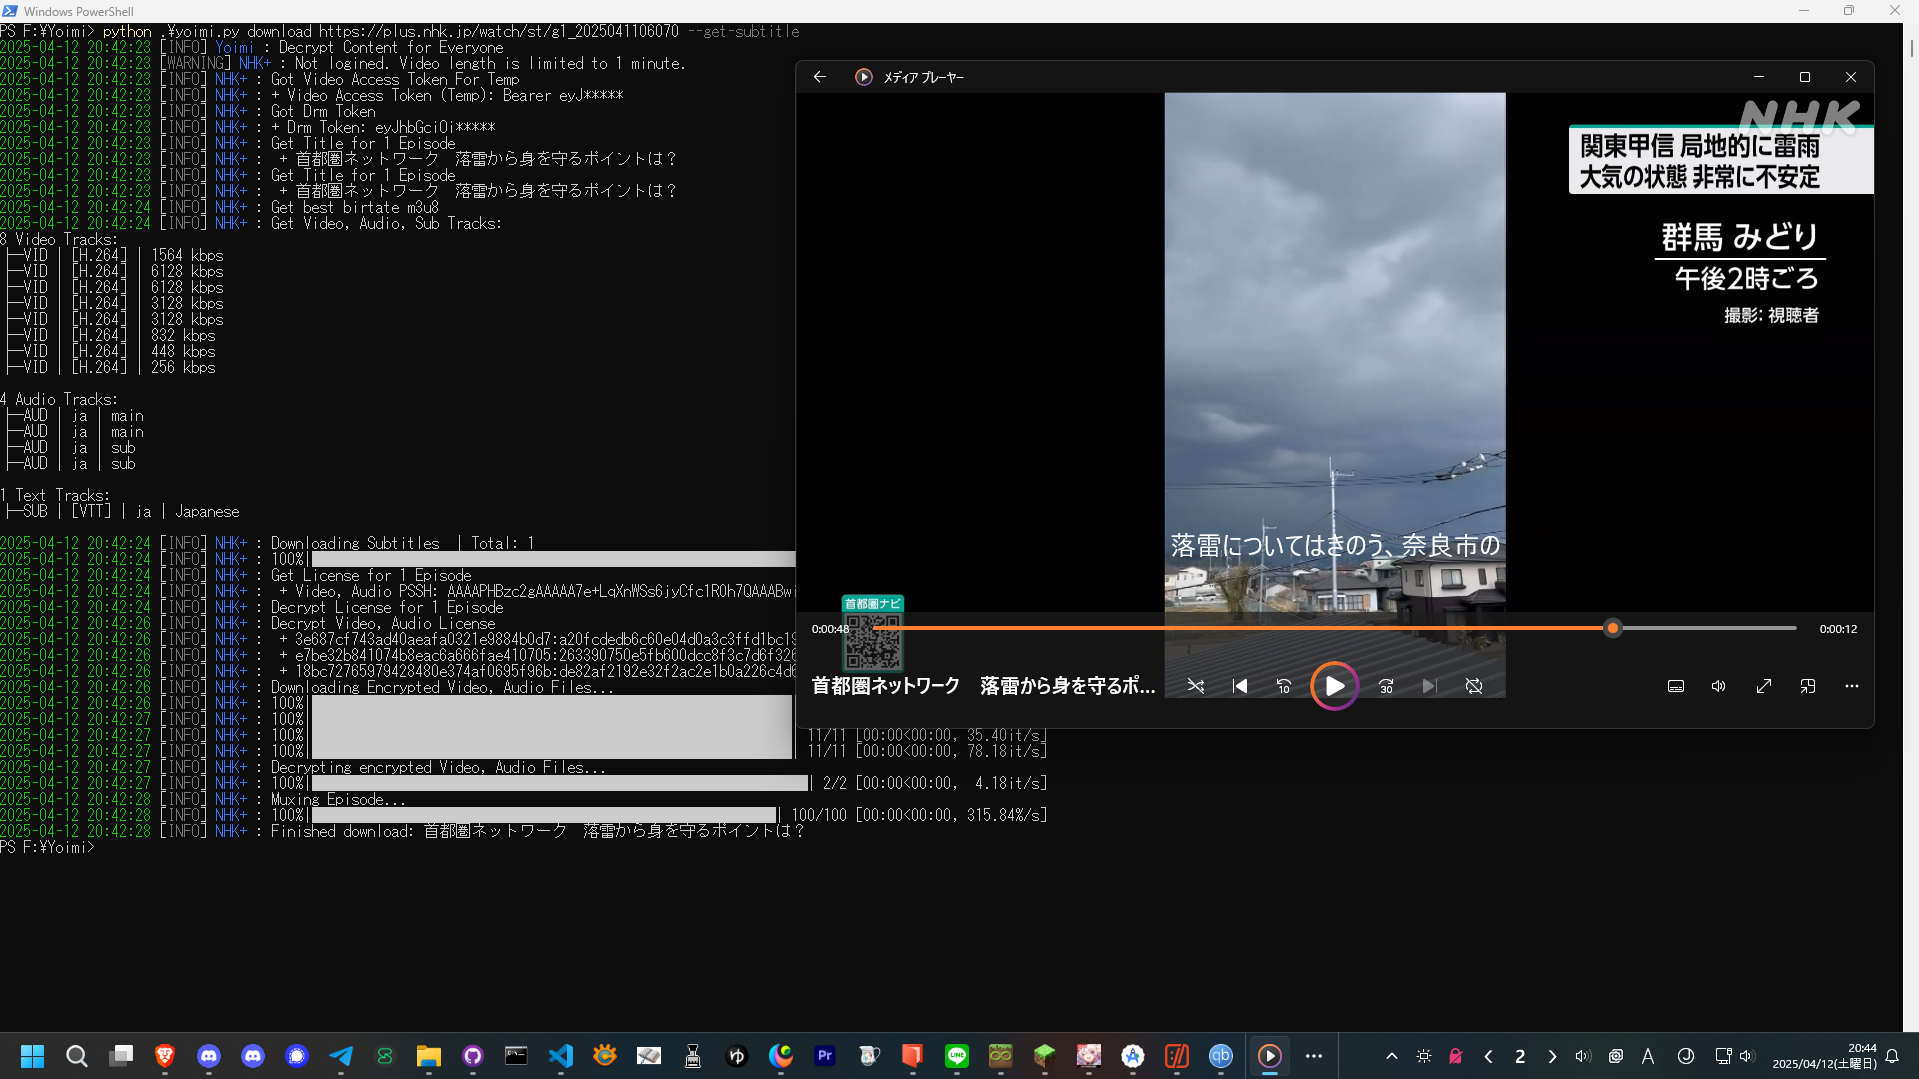 Windows PowerShell
PS F:¥Yoimi> python .¥yoimi.py download https://plus.nhk.jp/watch/st/g1_2025041106070 --get-subtitle
2025-04-12 20:42:23 [INFO] Yoimi : Decrypt Content for Everyone
2025-04-12 20:42:23 [WARNING] NHK+ : Not logined. Video length is limited to 1 minute.
2025-04-12 20:42:23 [INFO] NHK+ : Got Video Access Token For Temp
2025-04-12 20:42:23 [INFO] NHK+ : + Video Access Token (Temp): Bearer eyJ*****
2025-04-12 20:42:23 [INFO] NHK+ : Got Drm Token
2025-04-12 20:42:23 [INFO] NHK+ : + Drm Token: eyJhbGciOi*****
2025-04-12 20:42:23 [INFO] NHK+ : Get Title for 1 Episode
2025-04-12 20:42:23 [INFO] NHK+ : + 首都圏ネットワーク 落雷から身を守るポイントは？
2025-04-12 20:42:23 [INFO] NHK+ : Get Title for 1 Episode
2025-04-12 20:42:23 [INFO] NHK+ : + 首都圏ネットワーク 落雷から身を守るポイントは？
2025-04-12 20:42:24 [INFO] NHK+ : Get best birtate m3u8
2025-04-12 20:42:24 [INFO] NHK+ : Get Video, Audio, Sub Tracks:
8 Video Tracks:
├─VID | [H.264] | 1564 kbps
├─VID | [H.264] | 6128 kbps
├─VID | [H.264] | 6128 kbps
├─VID | [H.264] | 3128 kbps
├─VID | [H.264] | 3128 kbps
├─VID | [H.264] | 832 kbps
├─VID | [H.264] | 448 kbps
├─VID | [H.264] | 256 kbps
4 Audio Tracks:
├─AUD | ja | main
├─AUD | ja | main
├─AUD | ja | sub
├─AUD | ja | sub
1 Text Tracks:
├─SUB | [VTT] | ja | Japanese
2025-04-12 20:42:24 [INFO] NHK+ : Downloading Subtitles | Total: 1
2025-04-12 20:42:24 [INFO] NHK+ : 100%|
2025-04-12 20:42:24 [INFO] NHK+ : Get License for 1 Episode
2025-04-12 20:42:24 [INFO] NHK+ : + Video, Audio PSSH: AAAAPHBzc2gAAAAA7e+LqXnWSs6jyCfc1R0h7QAAABwi
2025-04-12 20:42:24 [INFO] NHK+ : Decrypt License for 1 Episode
2025-04-12 20:42:26 [INFO] NHK+ : Decrypt Video, Audio License
2025-04-12 20:42:26 [INFO] NHK+ : + 3e687cf743ad40aeafa0321e9884b0d7:a20fcdedb6c60e04d0a3c3ffd1bc19
2025-04-12 20:42:26 [INFO] NHK+ : + e7be32b841074b8eac6a666fae410705:263390750e5fb600dcc8f3c7d6f326
2025-04-12 20:42:26 [INFO] NHK+ : + 18bc72765979428480e374af0695f96b:de82af2192e32f2ac2e1b0a226c4d6
2025-04-12 20:42:26 [INFO] NHK+ : Downloading Encrypted Video, Audio Files...
2025-04-12 20:42:26 [INFO] NHK+ : 100%|
2025-04-12 20:42:27 [INFO] NHK+ : 100%|
2025-04-12 20:42:27 [INFO] NHK+ : 100%| | 11/11 [00:00<00:00, 35.40it/s]
2025-04-12 20:42:27 [INFO] NHK+ : 100%| | 11/11 [00:00<00:00, 78.18it/s]
2025-04-12 20:42:27 [INFO] NHK+ : Decrypting encrypted Video, Audio Files...
2025-04-12 20:42:27 [INFO] NHK+ : 100%| | 2/2 [00:00<00:00, 4.18it/s]
2025-04-12 20:42:28 [INFO] NHK+ : Muxing Episode...
2025-04-12 20:42:28 [INFO] NHK+ : 100%| | 100/100 [00:00<00:00, 315.84%/s]
2025-04-12 20:42:28 [INFO] NHK+ : Finished download: 首都圏ネットワーク 落雷から身を守るポイントは？
PS F:¥Yoimi>
メディア プレーヤー
NHK
関東甲信 局地的に雷雨
大気の状態 非常に不安定
群馬 みどり
午後2時ごろ
撮影: 視聴者
落雷についてはきのう、奈良市の
首都圏ナビ
0:00:48
0:00:12
首都圏ネットワーク 落雷から身を守るポ...
10
30
Pr
LINE
qb
2
A
20:44
2025/04/12(土曜日)